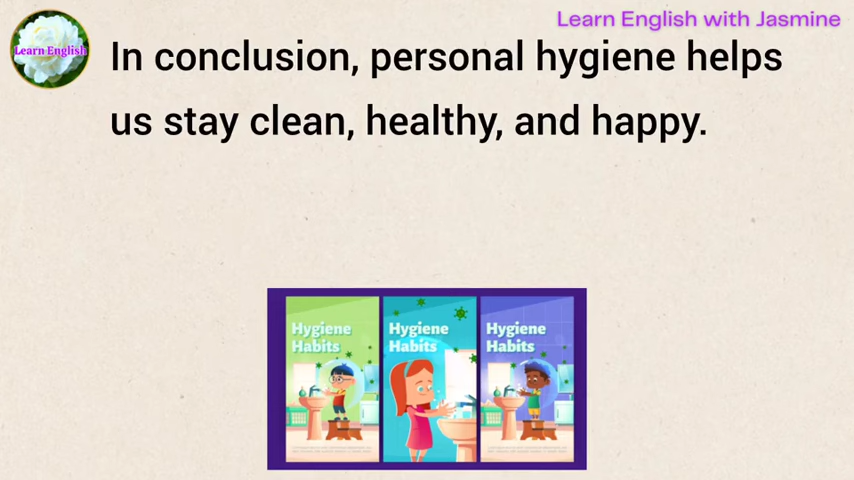 Learn English with Jasmine
Learn English
In conclusion, personal hygiene helps
us stay clean, healthy, and happy.
Hygiene
Habits
Hygiene
Habits
Hygiene
Habits